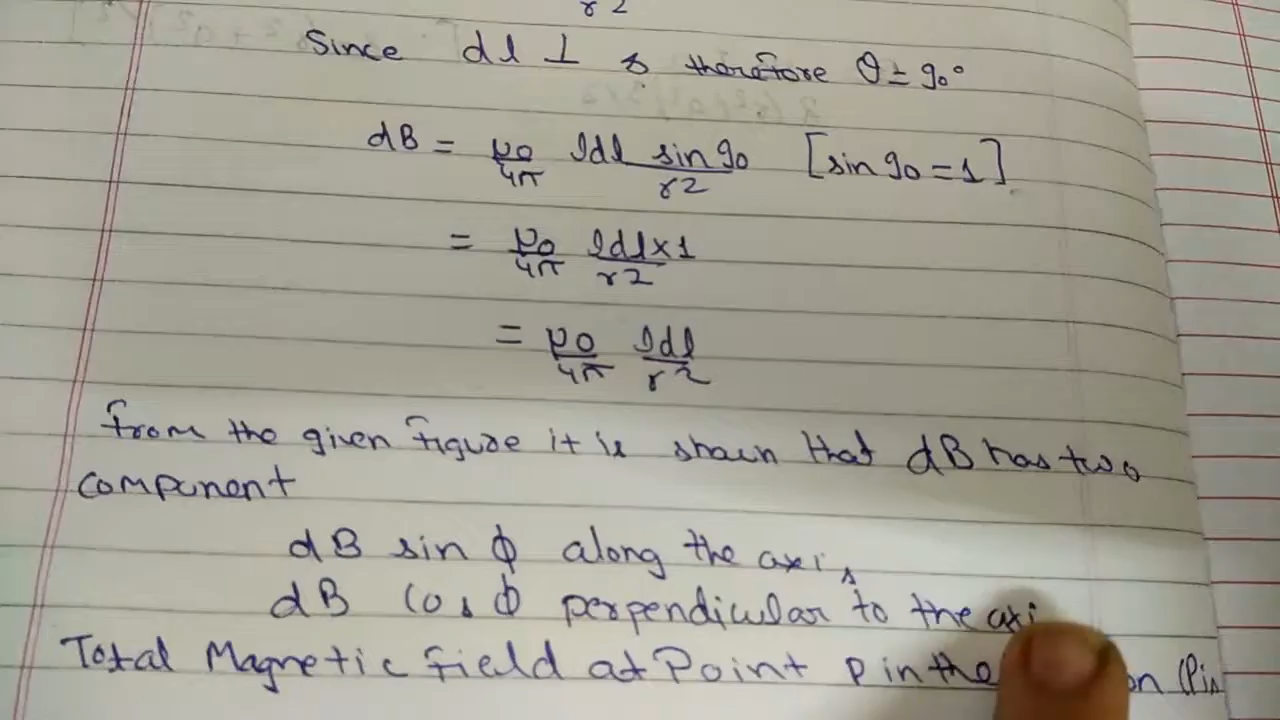 r2
Since dl ⊥ r therefore θ = 90°
dB = μ0/4π Idl sin90/r2 [sin90 = 1]
= μ0/4π Idl×1/r2
= μ0/4π Idl/r2
from the given figure it is shown that dB has two
component
dB sin ϕ along the axis
dB cos ϕ perpendicular to the axi
Total Magnetic field at Point P in the